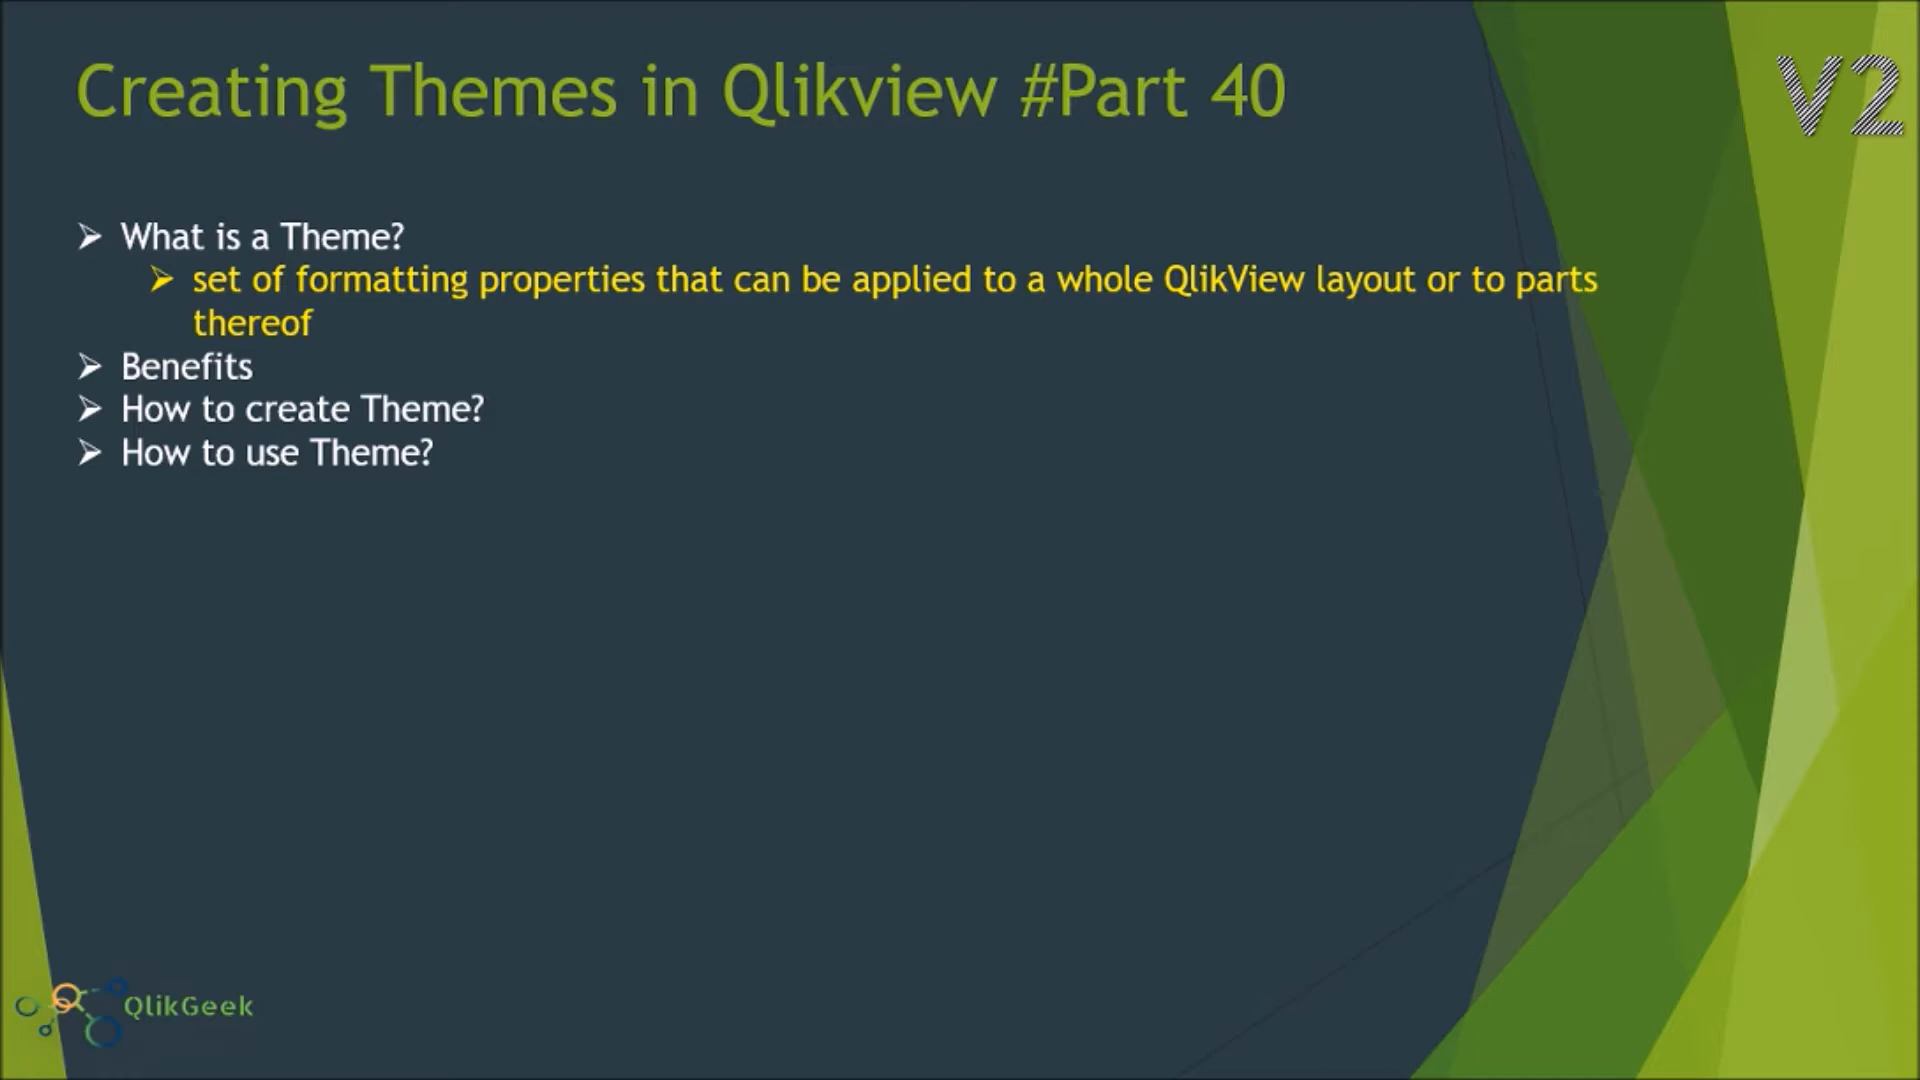 Creating Themes in Qlikview #Part 40
V2
What is a Theme?
set of formatting properties that can be applied to a whole QlikView layout or to parts
thereof
Benefits
How to create Theme?
How to use Theme?
QlikGeek